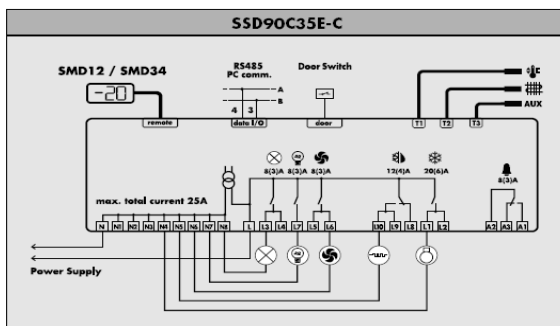 SSD90C35E-C
SMD12 / SMD34
RS485
PC comm.
Door Switch
A
B
4 3
-20
AUX
remote
data I/O
door
T1 T2 T3
8(3)A 8(3)A 8(3)A 12(4)A 20(6)A 8(3)A
max. total current 25A
N N1 N2 N3 N4 N5 N6 N7 N8 L L3 L4 L7 L5 L6 L10 L9 L8 L1 L2 A2 A3 A1
Power Supply